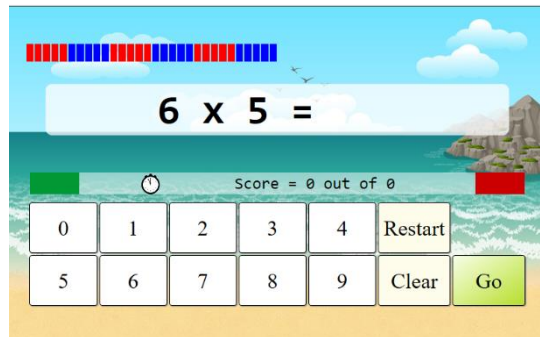 6 x 5 =
Score = 0 out of 0
0 1 2 3 4 Restart
5 6 7 8 9 Clear Go